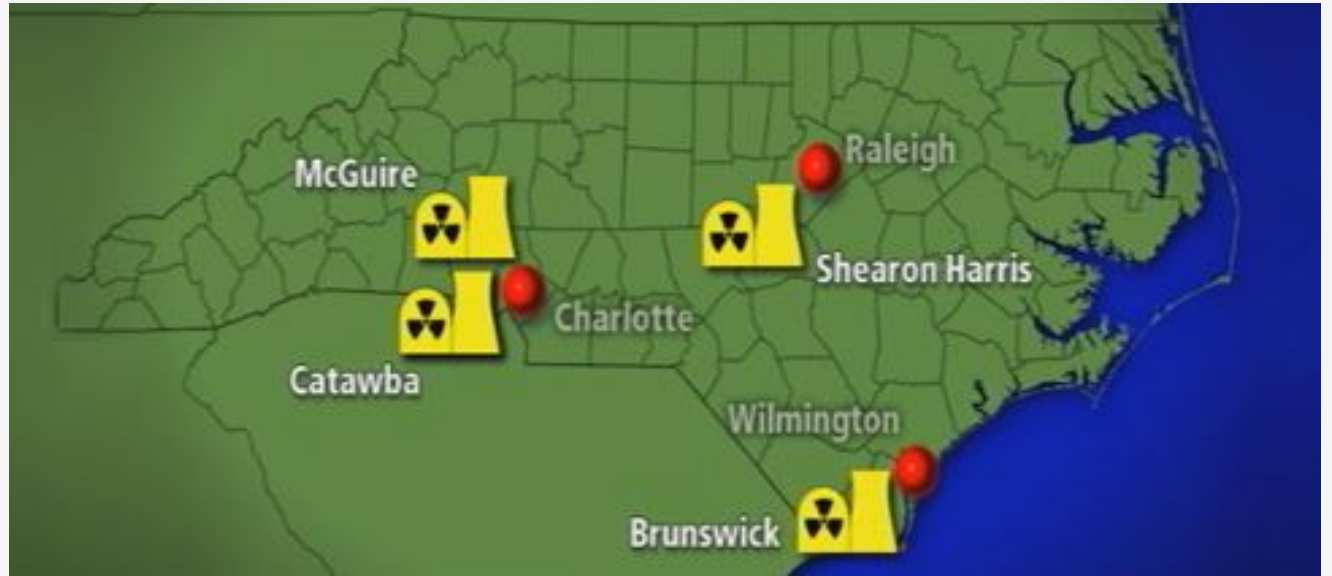 Raleigh
McGuire
Shearon Harris
Charlotte
Catawba
Wilmington
Brunswick